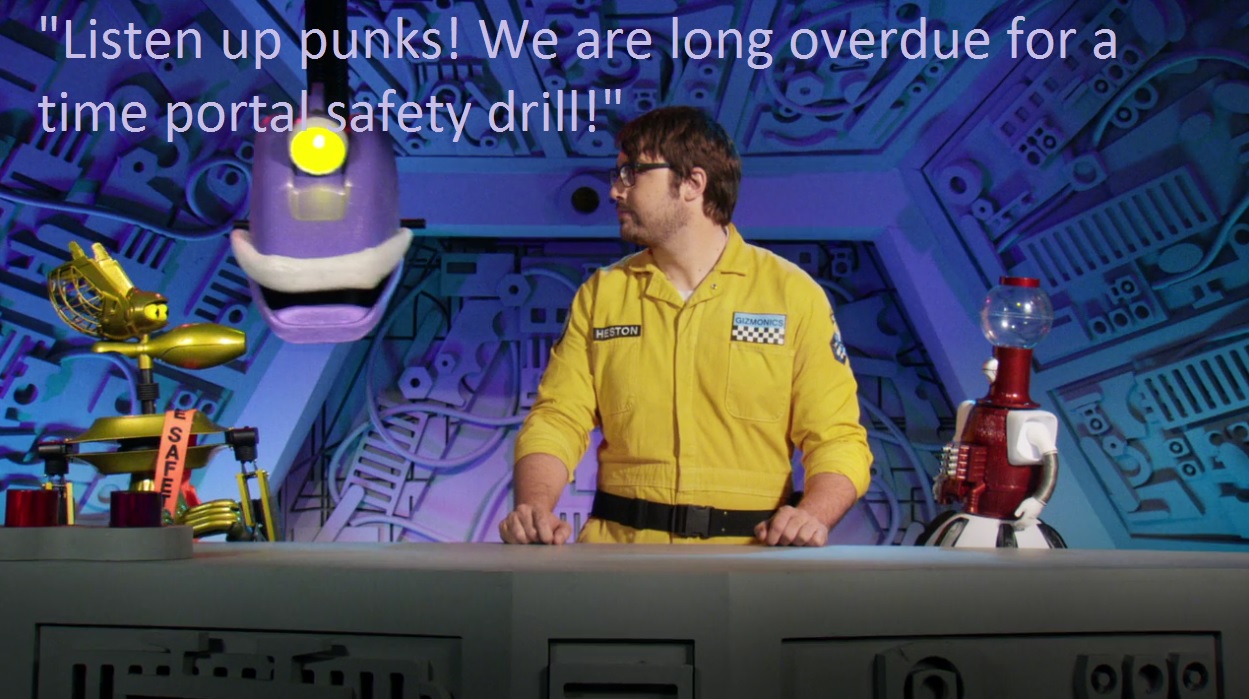 "Listen up punks! We are long overdue for a
time portal safety drill!"
HESTON
GIZMONICS
E SAFE